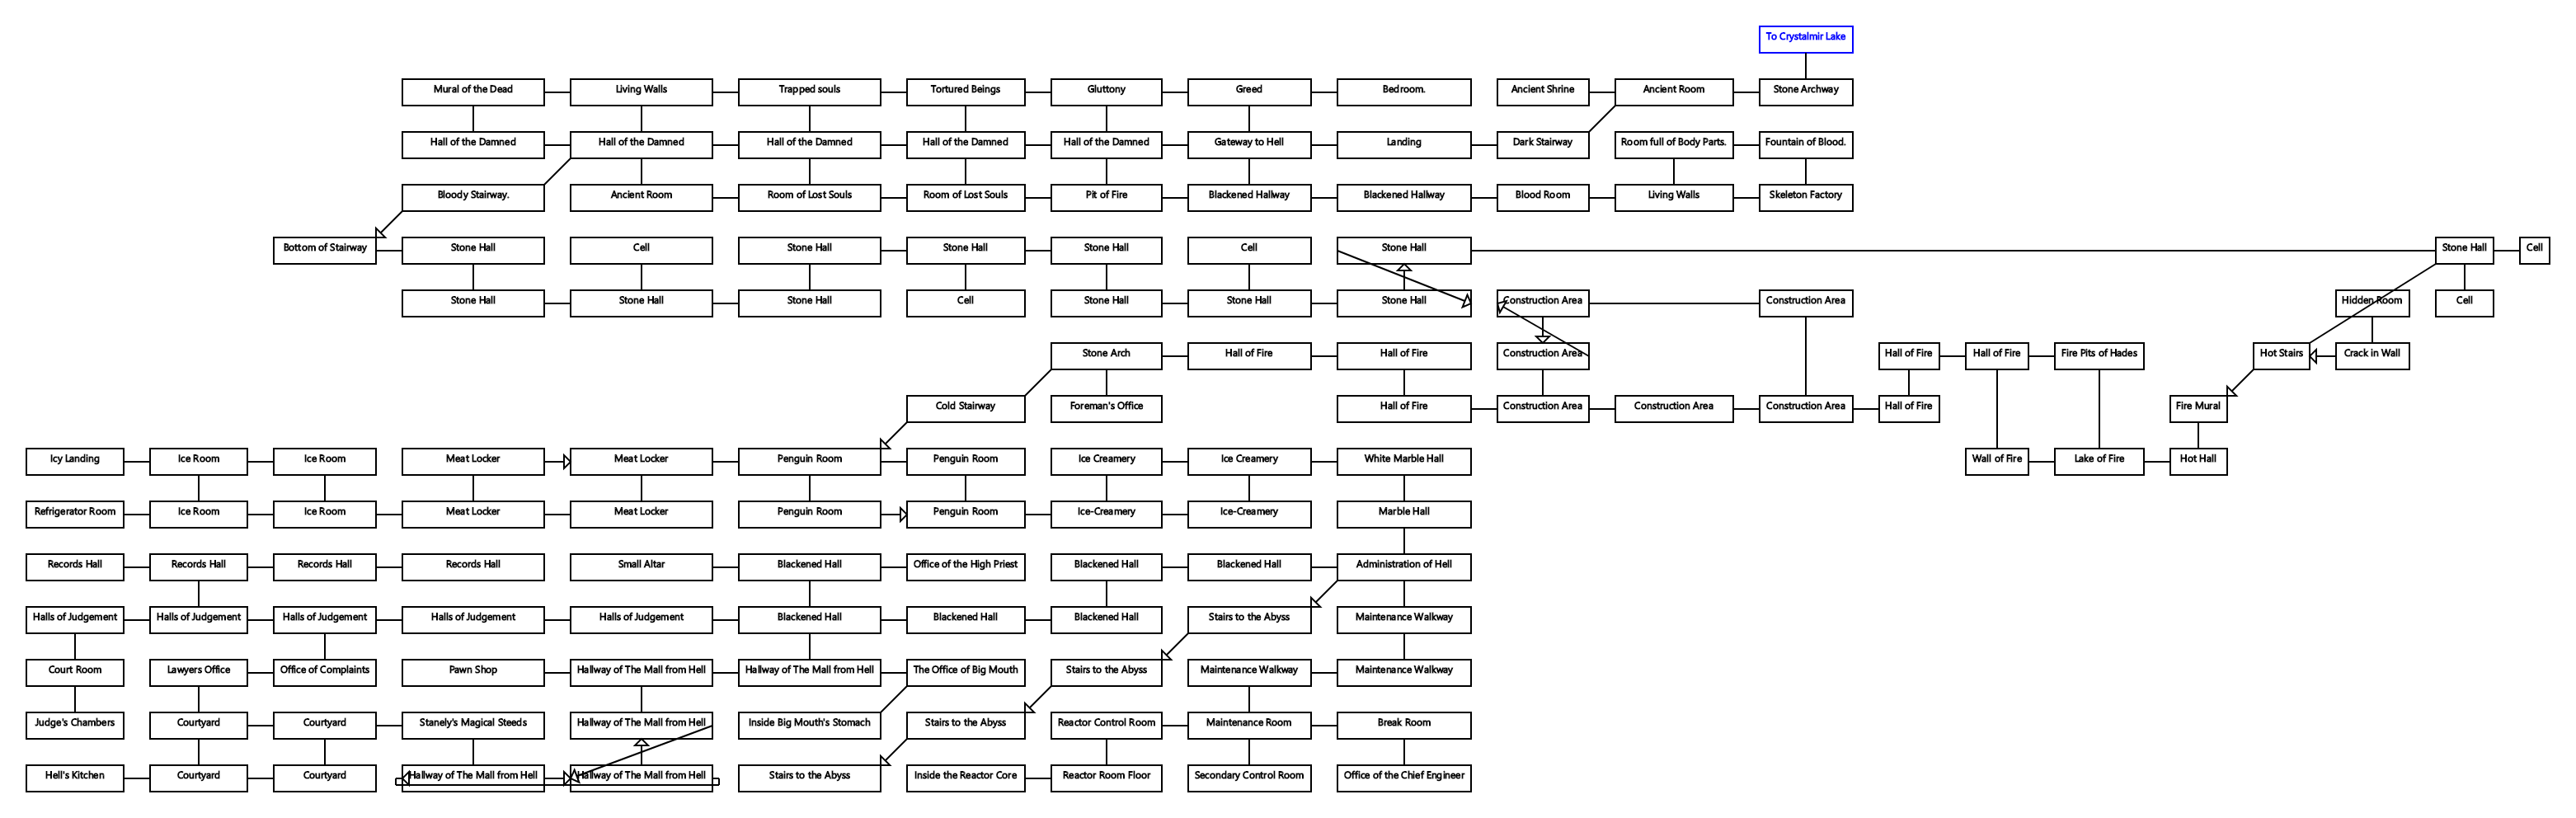 To Crystalmir Lake
Mural of the Dead
Living Walls
Trapped souls
Tortured Beings
Gluttony
Greed
Bedroom.
Ancient Shrine
Ancient Room
Stone Archway
Hall of the Damned
Hall of the Damned
Hall of the Damned
Hall of the Damned
Hall of the Damned
Gateway to Hell
Landing
Dark Stairway
Room full of Body Parts.
Fountain of Blood.
Bloody Stairway.
Ancient Room
Room of Lost Souls
Room of Lost Souls
Pit of Fire
Blackened Hallway
Blackened Hallway
Blood Room
Living Walls
Skeleton Factory
Bottom of Stairway
Stone Hall
Cell
Stone Hall
Stone Hall
Stone Hall
Cell
Stone Hall
Stone Hall
Cell
Stone Hall
Stone Hall
Stone Hall
Cell
Stone Hall
Stone Hall
Stone Hall
Construction Area
Construction Area
Hidden Room
Cell
Stone Arch
Hall of Fire
Hall of Fire
Construction Area
Hall of Fire
Hall of Fire
Fire Pits of Hades
Hot Stairs
Crack in Wall
Cold Stairway
Foreman's Office
Hall of Fire
Construction Area
Construction Area
Construction Area
Hall of Fire
Fire Mural
Icy Landing
Ice Room
Ice Room
Meat Locker
Meat Locker
Penguin Room
Penguin Room
Ice Creamery
Ice Creamery
White Marble Hall
Wall of Fire
Lake of Fire
Hot Hall
Refrigerator Room
Ice Room
Ice Room
Meat Locker
Meat Locker
Penguin Room
Penguin Room
Ice-Creamery
Ice-Creamery
Marble Hall
Records Hall
Records Hall
Records Hall
Records Hall
Small Altar
Blackened Hall
Office of the High Priest
Blackened Hall
Blackened Hall
Administration of Hell
Halls of Judgement
Halls of Judgement
Halls of Judgement
Halls of Judgement
Halls of Judgement
Blackened Hall
Blackened Hall
Blackened Hall
Stairs to the Abyss
Maintenance Walkway
Court Room
Lawyers Office
Office of Complaints
Pawn Shop
Hallway of The Mall from Hell
Hallway of The Mall from Hell
The Office of Big Mouth
Stairs to the Abyss
Maintenance Walkway
Maintenance Walkway
Judge's Chambers
Courtyard
Courtyard
Stanely's Magical Steeds
Hallway of The Mall from Hell
Inside Big Mouth's Stomach
Stairs to the Abyss
Reactor Control Room
Maintenance Room
Break Room
Hell's Kitchen
Courtyard
Courtyard
Hallway of The Mall from Hell
Hallway of The Mall from Hell
Stairs to the Abyss
Inside the Reactor Core
Reactor Room Floor
Secondary Control Room
Office of the Chief Engineer